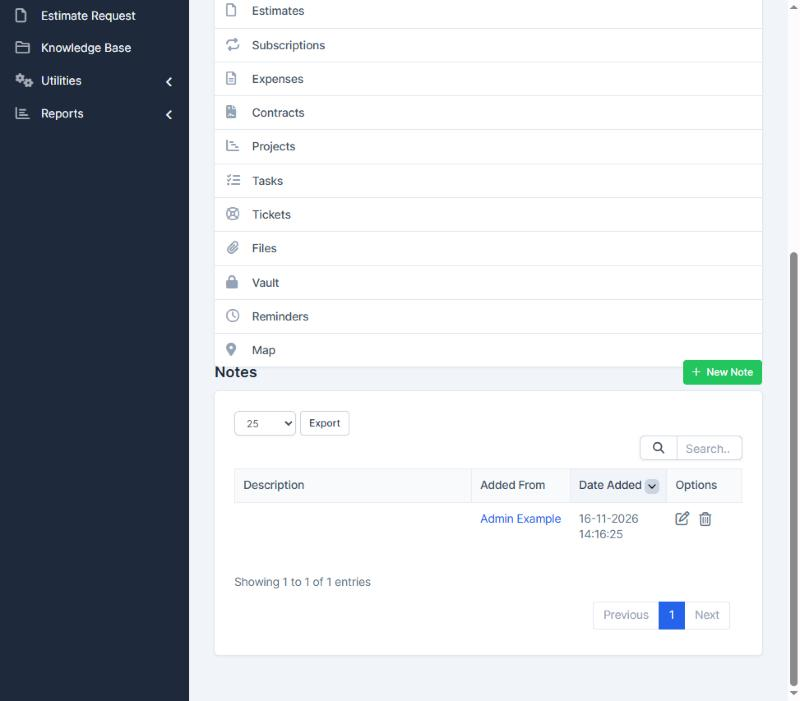 Estimate Request
Knowledge Base
Utilities
Reports
Estimates
Subscriptions
Expenses
Contracts
Projects
Tasks
Tickets
Files
Vault
Reminders
Map
Notes
+ New Note
25 Export
Search..
Description Added From Date Added Options
Admin Example 16-11-2026
14:16:25
Showing 1 to 1 of 1 entries
Previous 1 Next